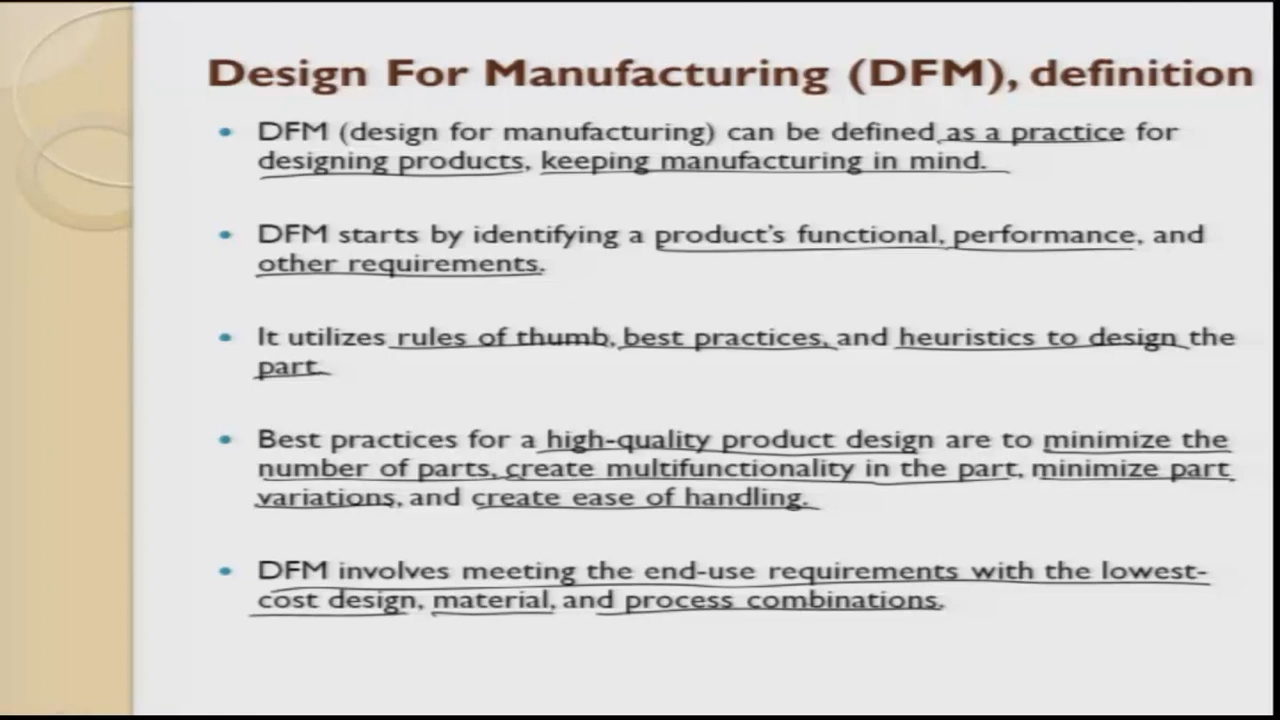 Design For Manufacturing (DFM), definition
• DFM (design for manufacturing) can be defined as a practice for
designing products, keeping manufacturing in mind.
• DFM starts by identifying a product's functional, performance, and
other requirements.
• It utilizes rules of thumb, best practices, and heuristics to design the
part.
• Best practices for a high-quality product design are to minimize the
number of parts, create multifunctionality in the part, minimize part
variations, and create ease of handling.
• DFM involves meeting the end-use requirements with the lowest-
cost design, material, and process combinations.